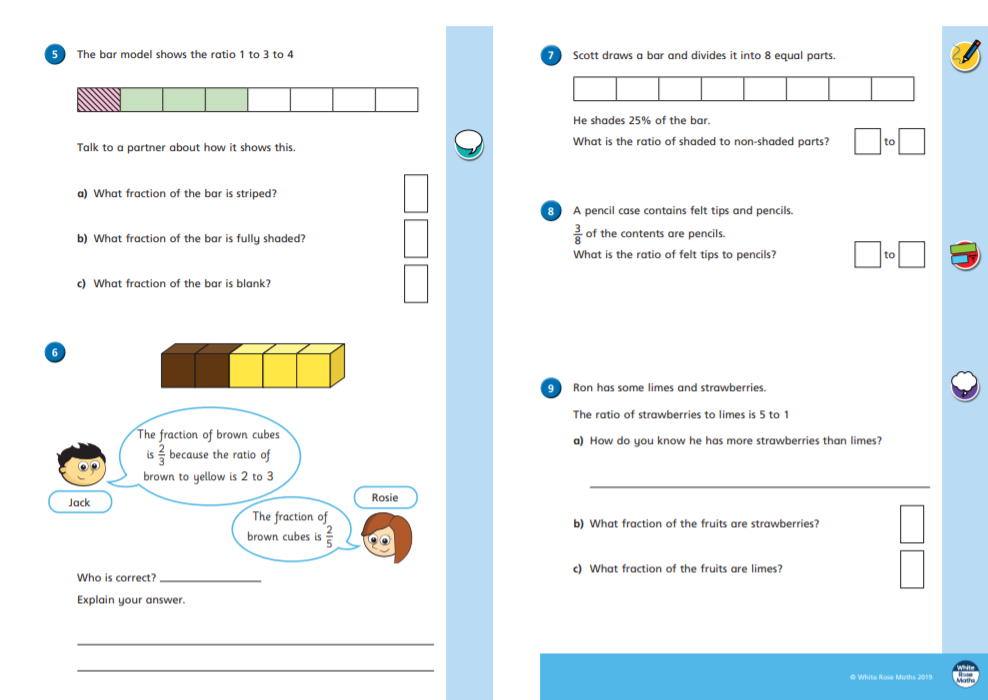 5 The bar model shows the ratio 1 to 3 to 4
Talk to a partner about how it shows this.
a) What fraction of the bar is striped?
b) What fraction of the bar is fully shaded?
c) What fraction of the bar is blank?
6
The fraction of brown cubes
is 2/3 because the ratio of
brown to yellow is 2 to 3
Jack
Rosie
The fraction of
brown cubes is 2/5
Who is correct?
Explain your answer.
7 Scott draws a bar and divides it into 8 equal parts.
He shades 25% of the bar.
What is the ratio of shaded to non-shaded parts? to
8 A pencil case contains felt tips and pencils.
3/8 of the contents are pencils.
What is the ratio of felt tips to pencils? to
9 Ron has some limes and strawberries.
The ratio of strawberries to limes is 5 to 1
a) How do you know he has more strawberries than limes?
b) What fraction of the fruits are strawberries?
c) What fraction of the fruits are limes?
© White Rose Maths 2019
White
Rose
Maths